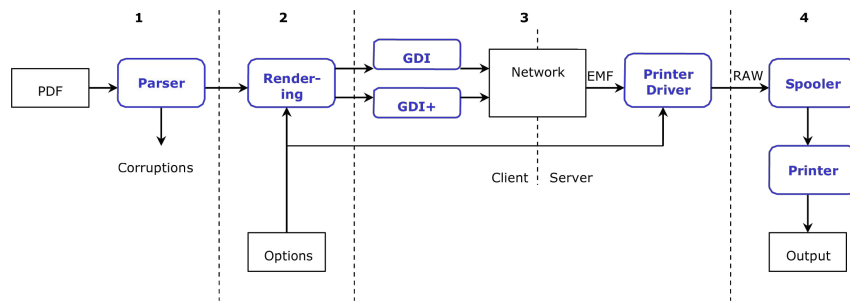 1
2
3
4
PDF
Parser
Corruptions
Render-
ing
Options
GDI
GDI+
Network
Client
Server
EMF
Printer
Driver
RAW
Spooler
Printer
Output